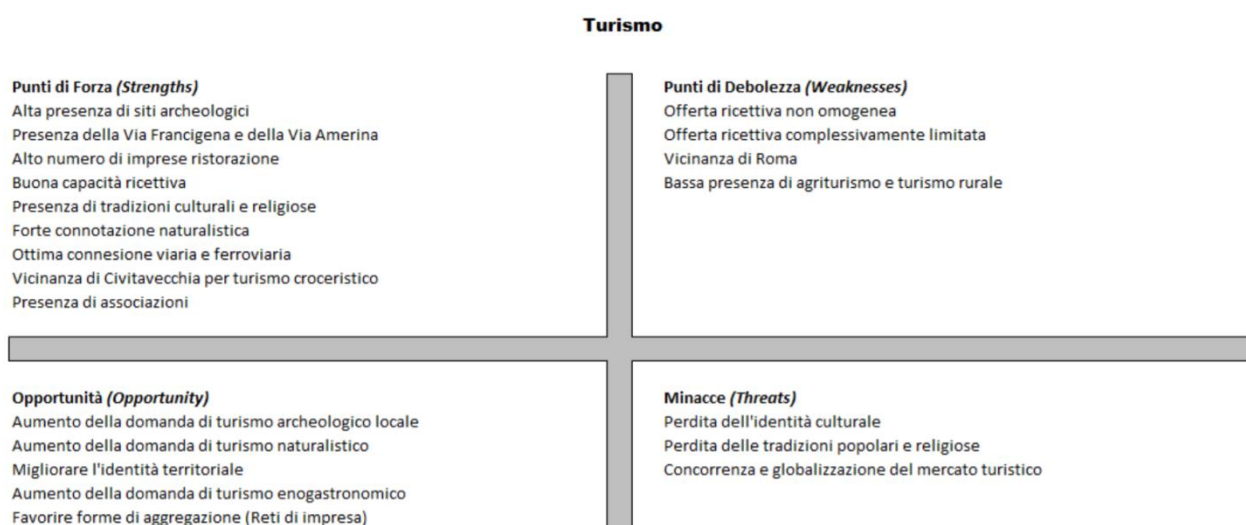 Turismo
Punti di Forza (Strengths)
Alta presenza di siti archeologici
Presenza della Via Francigena e della Via Amerina
Alto numero di imprese ristorazione
Buona capacità ricettiva
Presenza di tradizioni culturali e religiose
Forte connotazione naturalistica
Ottima connesione viaria e ferroviaria
Vicinanza di Civitavecchia per turismo croceristico
Presenza di associazioni
Punti di Debolezza (Weaknesses)
Offerta ricettiva non omogenea
Offerta ricettiva complessivamente limitata
Vicinanza di Roma
Bassa presenza di agriturismo e turismo rurale
Opportunità (Opportunity)
Aumento della domanda di turismo archeologico locale
Aumento della domanda di turismo naturalistico
Migliorare l'identità territoriale
Aumento della domanda di turismo enogastronomico
Favorire forme di aggregazione (Reti di impresa)
Minacce (Threats)
Perdita dell'identità culturale
Perdita delle tradizioni popolari e religiose
Concorrenza e globalizzazione del mercato turistico